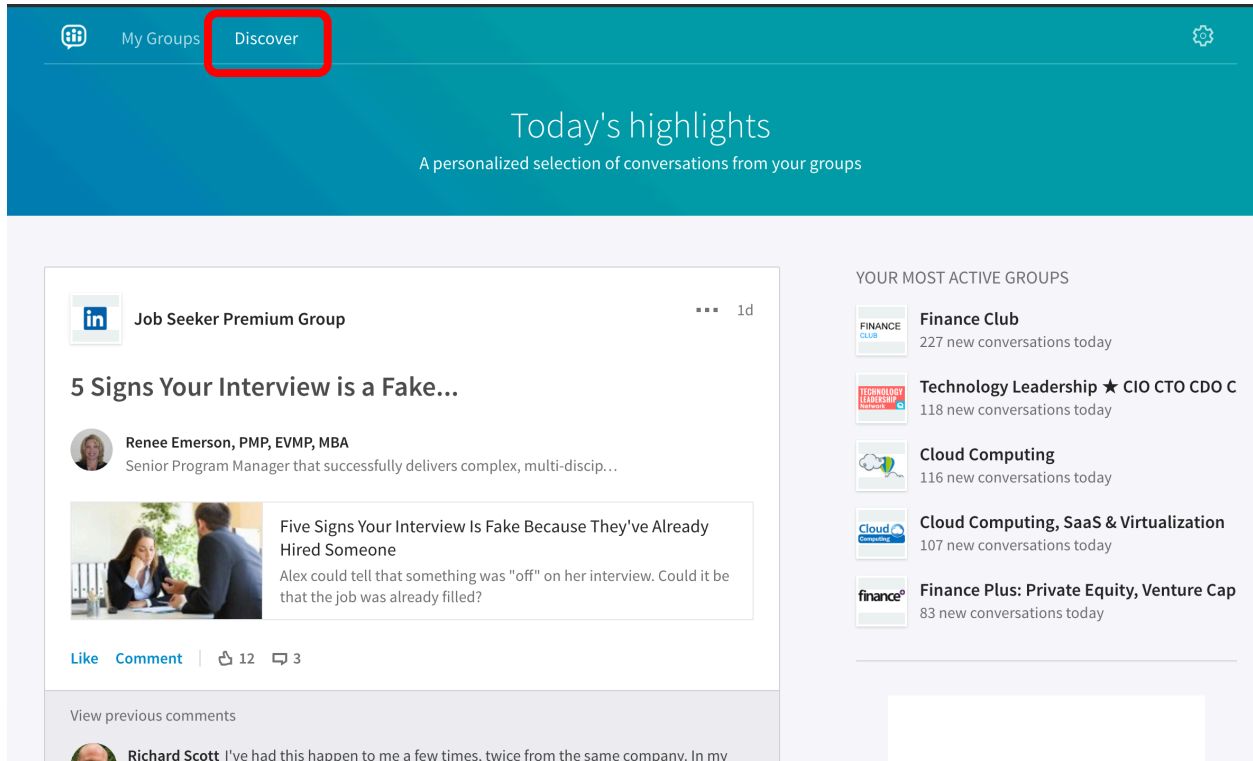 My Groups
Discover
Today's highlights
A personalized selection of conversations from your groups
in
Job Seeker Premium Group
1d
5 Signs Your Interview is a Fake...
Renee Emerson, PMP, EVMP, MBA
Senior Program Manager that successfully delivers complex, multi-discip…
Five Signs Your Interview Is Fake Because They've Already
Hired Someone
Alex could tell that something was "off" on her interview. Could it be
that the job was already filled?
Like Comment 12 3
View previous comments
Richard Scott I've had this happen to me a few times, twice from the same company. In my
YOUR MOST ACTIVE GROUPS
FINANCE
CLUB
Finance Club
227 new conversations today
TECHNOLOGY
LEADERSHIP
Network
Technology Leadership ★ CIO CTO CDO C
118 new conversations today
Cloud Computing
116 new conversations today
Cloud
Computing
Cloud Computing, SaaS & Virtualization
107 new conversations today
finance
Finance Plus: Private Equity, Venture Cap
83 new conversations today